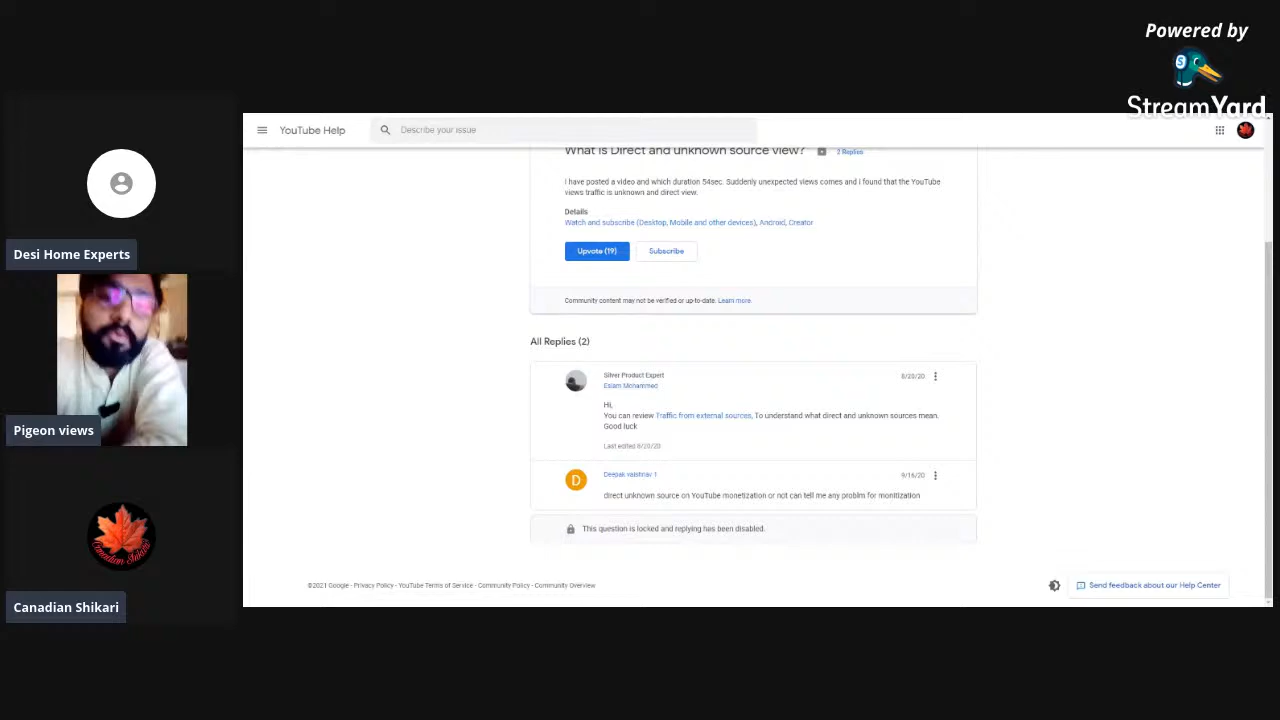 Powered by
StreamYard
YouTube Help
Describe your issue
What is Direct and unknown source view?
2 Replies
I have posted a video and which duration 54sec. Suddenly unexpected views comes and i found that the YouTube
views traffic is unknown and direct view.
Details
Watch and subscribe (Desktop, Mobile and other devices), Android, Creator
Upvote (19)
Subscribe
Community content may not be verified or up-to-date. Learn more.
All Replies (2)
Silver Product Expert
Eslam Mohammed
8/20/20
Hi,
You can review Traffic from external sources, To understand what direct and unknown sources mean.
Good luck
Last edited 8/20/20
D
Deepak vaishnav 1
9/16/20
direct unknown source on YouTube monetization or not can tell me any problm for monitization
This question is locked and replying has been disabled.
©2021 Google - Privacy Policy - YouTube Terms of Service - Community Policy - Community Overview
Send feedback about our Help Center
Desi Home Experts
Pigeon views
Canadian Shikari
Canadian Shikari